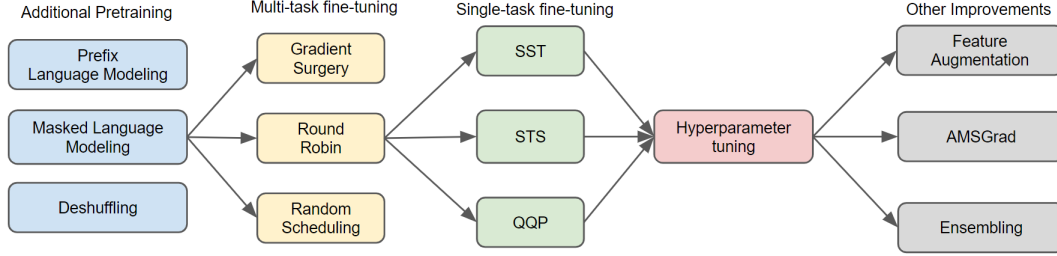 Additional Pretraining
Multi-task fine-tuning
Single-task fine-tuning
Other Improvements
Prefix
Language Modeling
Masked Language
Modeling
Deshuffling
Gradient
Surgery
Round
Robin
Random
Scheduling
SST
STS
QQP
Hyperparameter
tuning
Feature
Augmentation
AMSGrad
Ensembling